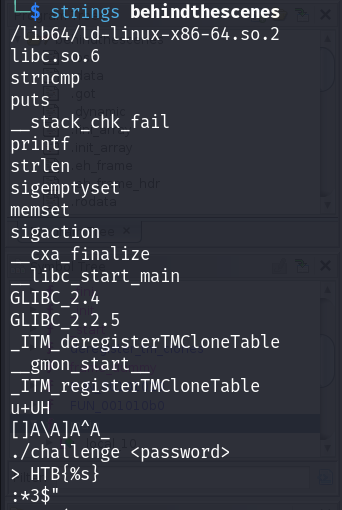 └─$ strings behindthescenes
/lib64/ld-linux-x86-64.so.2
libc.so.6
strncmp
puts
__stack_chk_fail
printf
strlen
sigemptyset
memset
sigaction
__cxa_finalize
__libc_start_main
GLIBC_2.4
GLIBC_2.2.5
_ITM_deregisterTMCloneTable
__gmon_start__
_ITM_registerTMCloneTable
u+UH
[]A\A]A^A_
./challenge <password>
> HTB{%s}
:*3$"